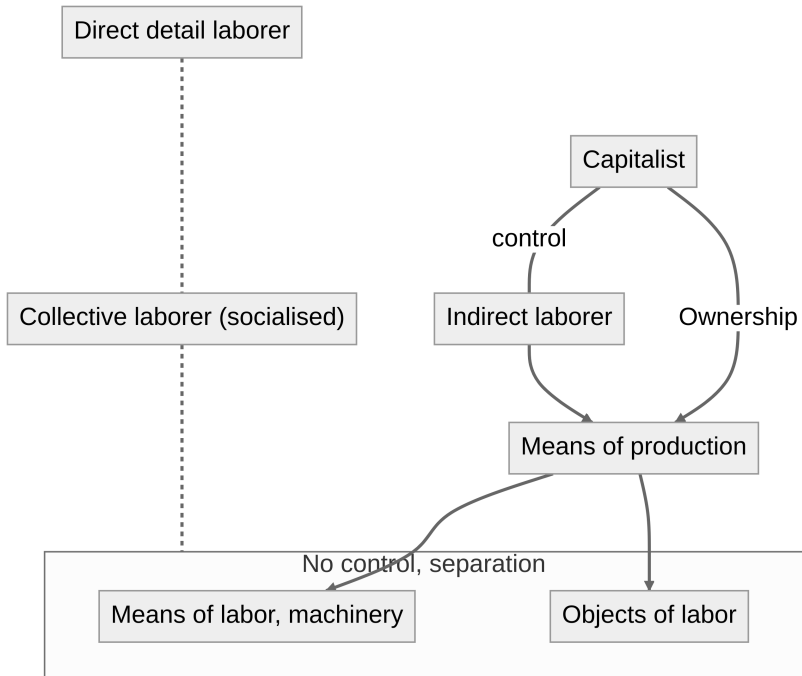 Direct detail laborer
Capitalist
control
Collective laborer (socialised)
Indirect laborer
Ownership
Means of production
No control, separation
Means of labor, machinery
Objects of labor